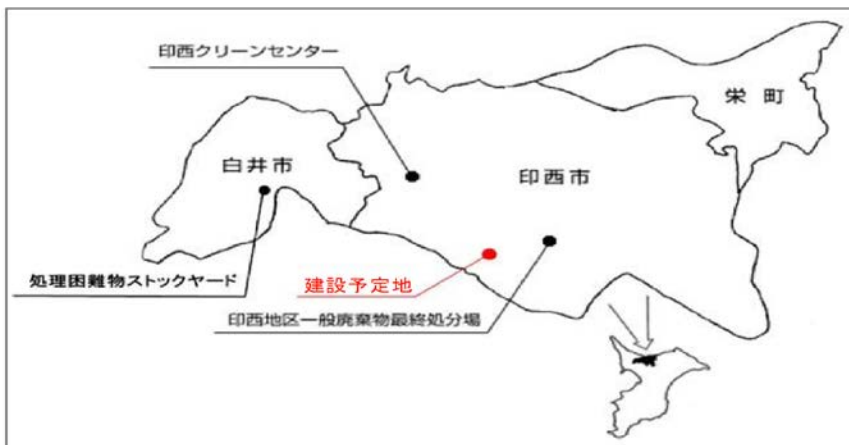 印西クリーンセンター
栄町
白井市
印西市
処理困難物ストックヤード
建設予定地
印西地区一般廃棄物最終処分場